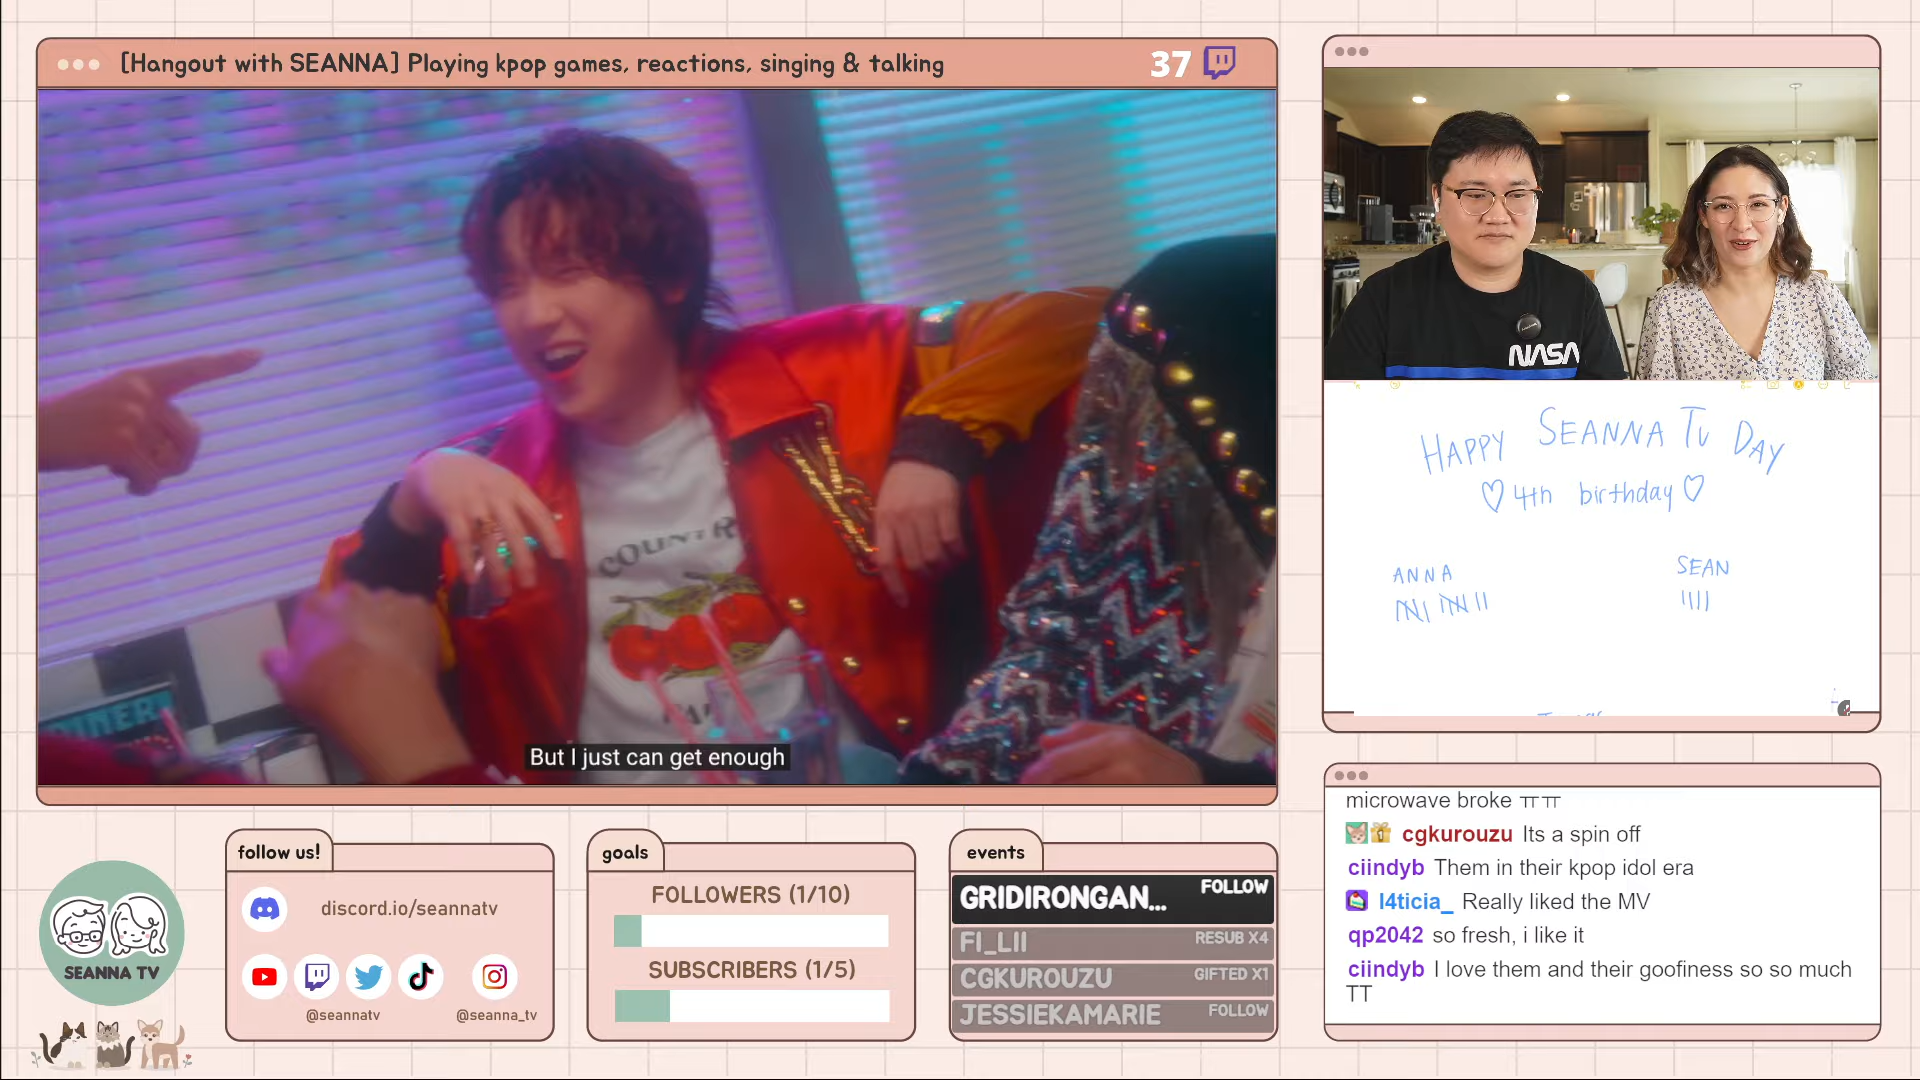 [Hangout with SEANNA] Playing kpop games, reactions, singing & talking
37
COUNTR
DINER
But I just can get enough
NASA
HAPPY SEANNA TV DAY
♡ 4th birthday ♡
ANNA
SEAN
microwave broke ㅠㅠ
cgkurouzu Its a spin off
ciindyb Them in their kpop idol era
l4ticia_ Really liked the MV
qp2042 so fresh, i like it
ciindyb I love them and their goofiness so so much
TT
SEANNA TV
follow us!
discord.io/seannatv
@seannatv
@seanna_tv
goals
FOLLOWERS (1/10)
SUBSCRIBERS (1/5)
events
GRIDIRONGAN... FOLLOW
FI_LII RESUB X4
CGKUROUZU GIFTED X1
JESSIEKAMARIE FOLLOW